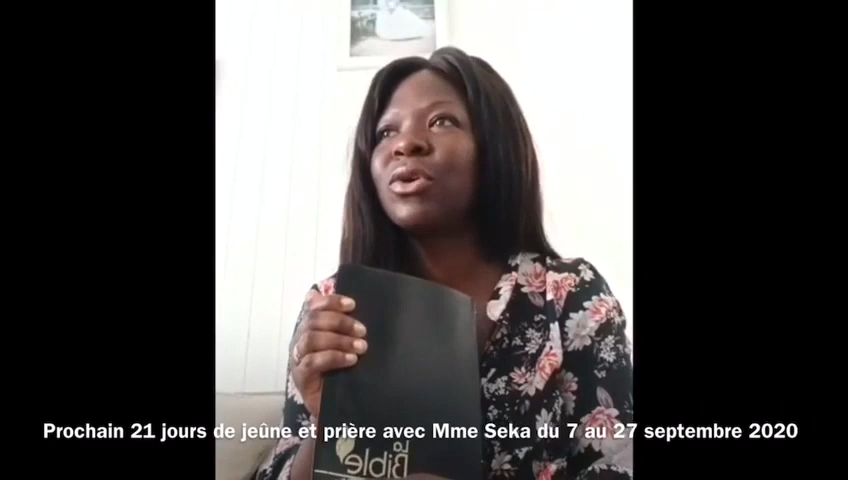 Prochain 21 jours de jeûne et prière avec Mme Seka du 7 au 27 septembre 2020
La
Bible